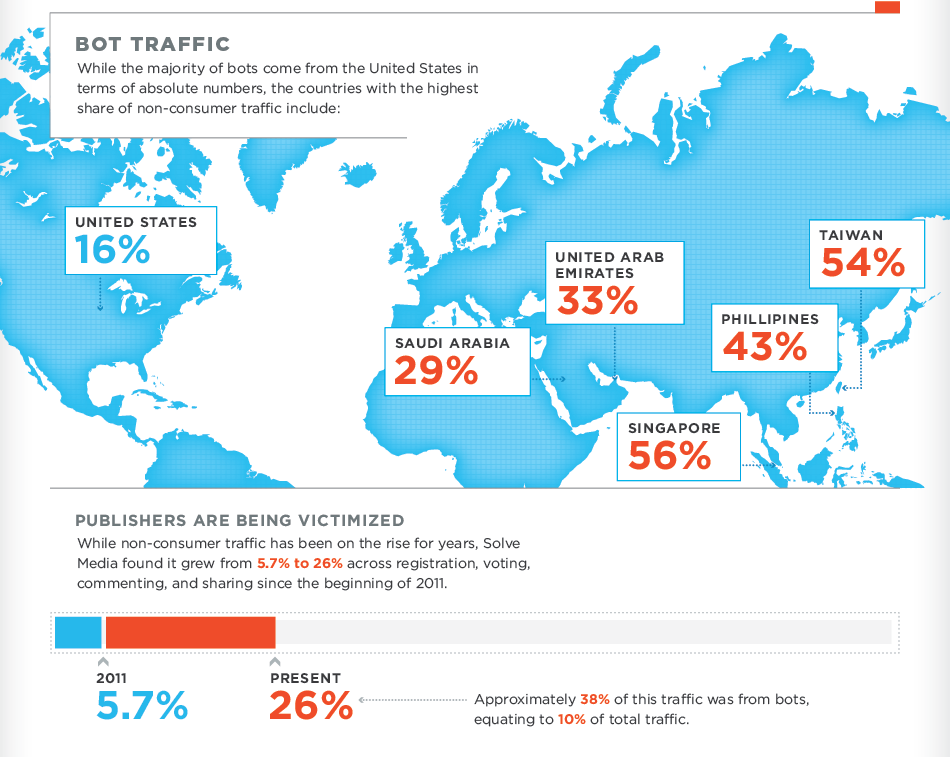 BOT TRAFFIC
While the majority of bots come from the United States in
terms of absolute numbers, the countries with the highest
share of non-consumer traffic include:
UNITED STATES
16%
TAIWAN
54%
UNITED ARAB
EMIRATES
33%
PHILLIPINES
43%
SAUDI ARABIA
29%
SINGAPORE
56%
PUBLISHERS ARE BEING VICTIMIZED
While non-consumer traffic has been on the rise for years, Solve
Media found it grew from 5.7% to 26% across registration, voting,
commenting, and sharing since the beginning of 2011.
2011
5.7%
PRESENT
26%
Approximately 38% of this traffic was from bots,
equating to 10% of total traffic.